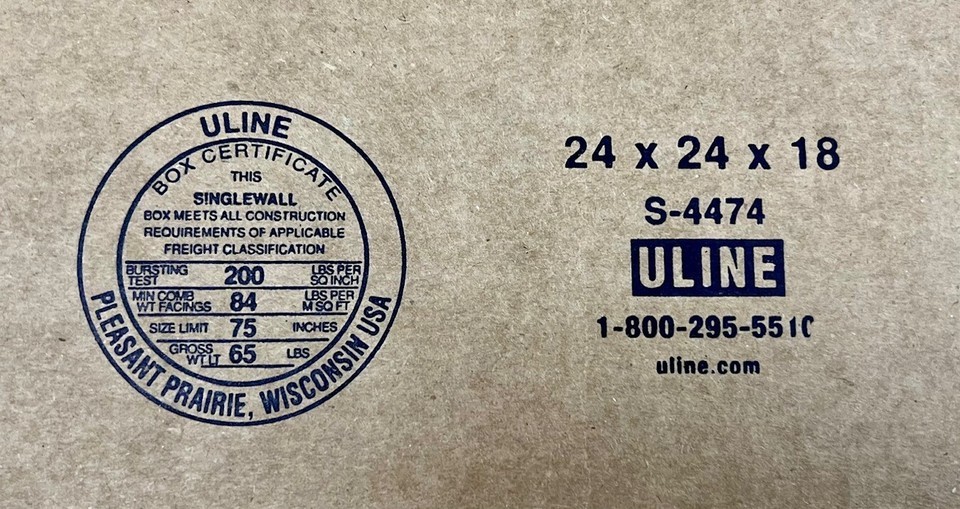 ULINE
BOX CERTIFICATE
THIS
SINGLEWALL
BOX MEETS ALL CONSTRUCTION
REQUIREMENTS OF APPLICABLE
FREIGHT CLASSIFICATION
BURSTING TEST 200 LBS PER SQ INCH
MIN COMB WT FACINGS 84 LBS PER M SQ FT
SIZE LIMIT 75 INCHES
GROSS WT LT 65 LBS
PLEASANT PRAIRIE, WISCONSIN USA
24 x 24 x 18
S-4474
ULINE
1-800-295-5510
uline.com